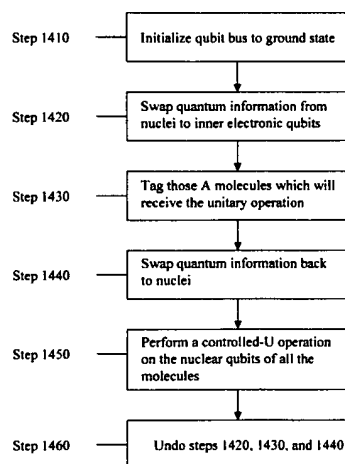 Step 1410
Initialize qubit bus to ground state
Step 1420
Swap quantum information from
nuclei to inner electronic qubits
Step 1430
Tag those A molecules which will
receive the unitary operation
Step 1440
Swap quantum information back
to nuclei
Step 1450
Perform a controlled-U operation
on the nuclear qubits of all the
molecules
Step 1460
Undo steps 1420, 1430, and 1440